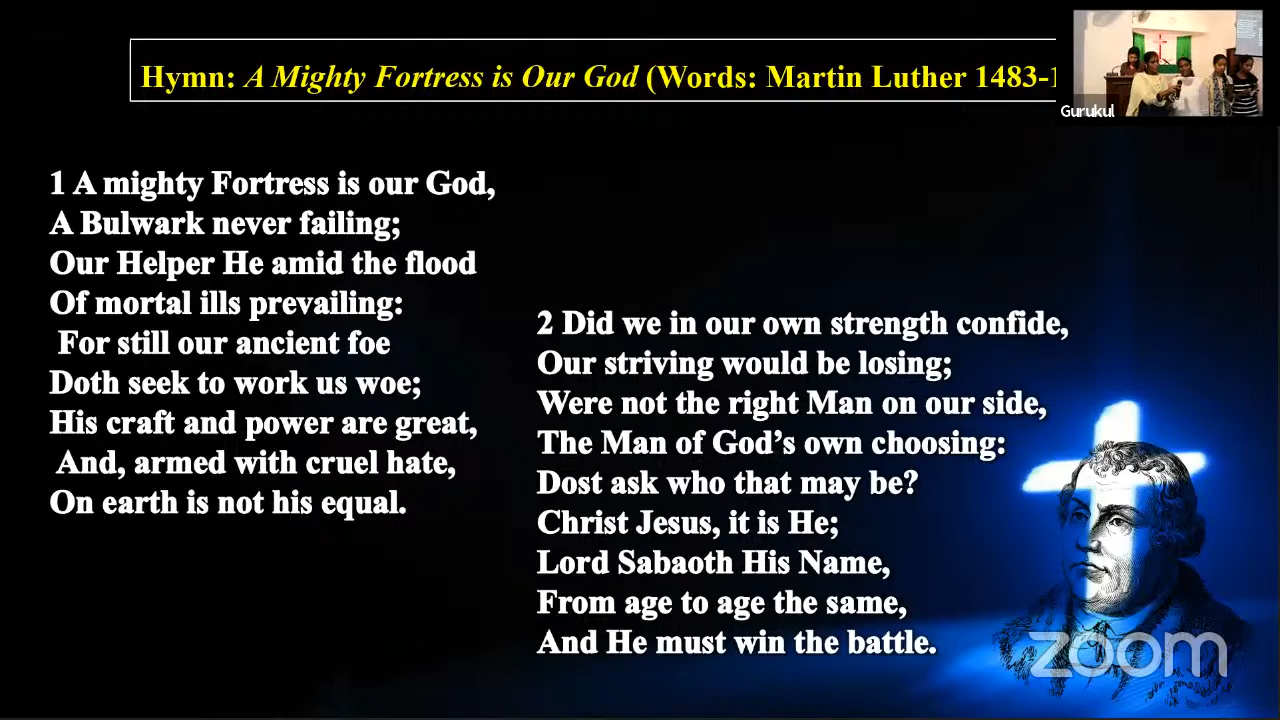 Hymn: A Mighty Fortress is Our God (Words: Martin Luther 1483-1
Gurukul
1 A mighty Fortress is our God,
A Bulwark never failing;
Our Helper He amid the flood
Of mortal ills prevailing:
For still our ancient foe
Doth seek to work us woe;
His craft and power are great,
And, armed with cruel hate,
On earth is not his equal.
2 Did we in our own strength confide,
Our striving would be losing;
Were not the right Man on our side,
The Man of God’s own choosing:
Dost ask who that may be?
Christ Jesus, it is He;
Lord Sabaoth His Name,
From age to age the same,
And He must win the battle.
zoom